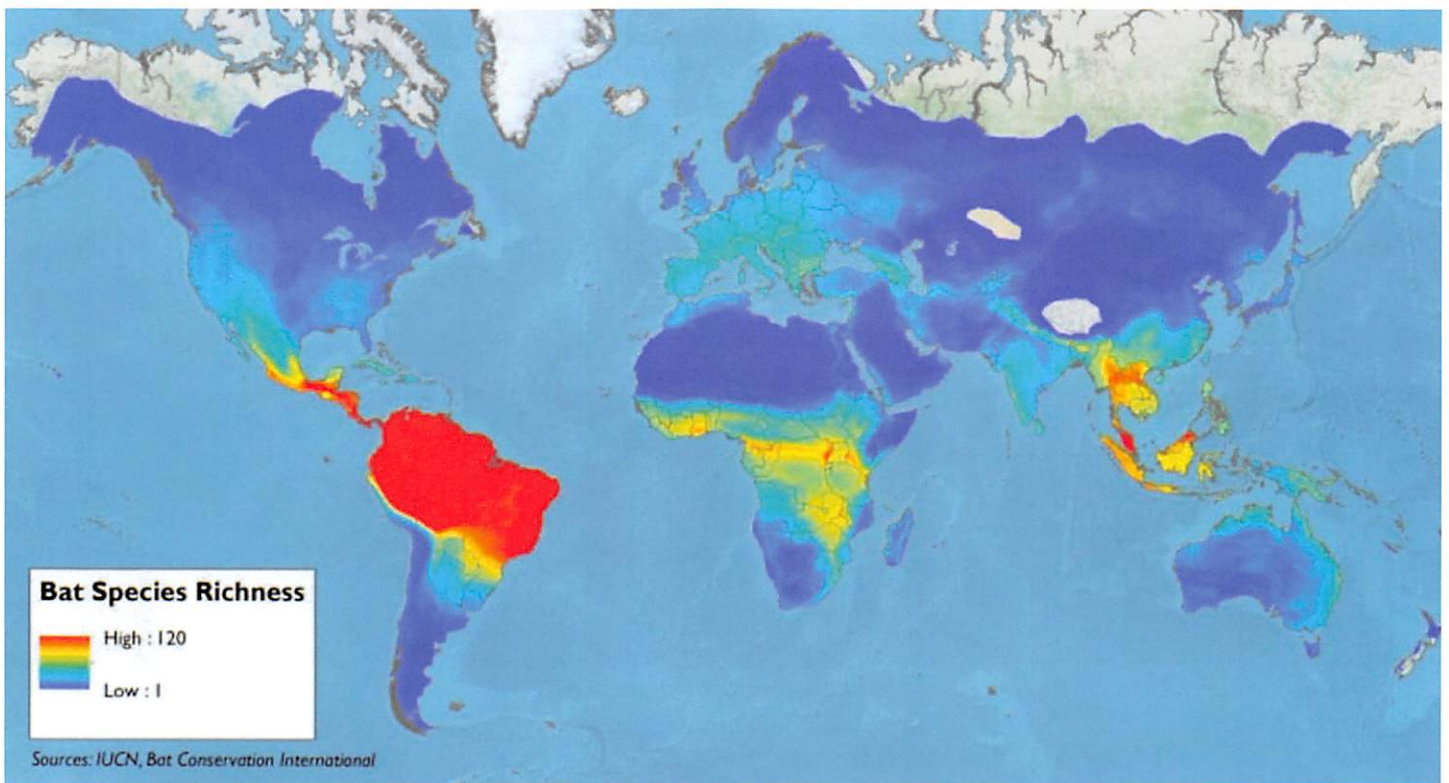 Bat Species Richness
High : 120
Low : 1
Sources: IUCN, Bat Conservation International